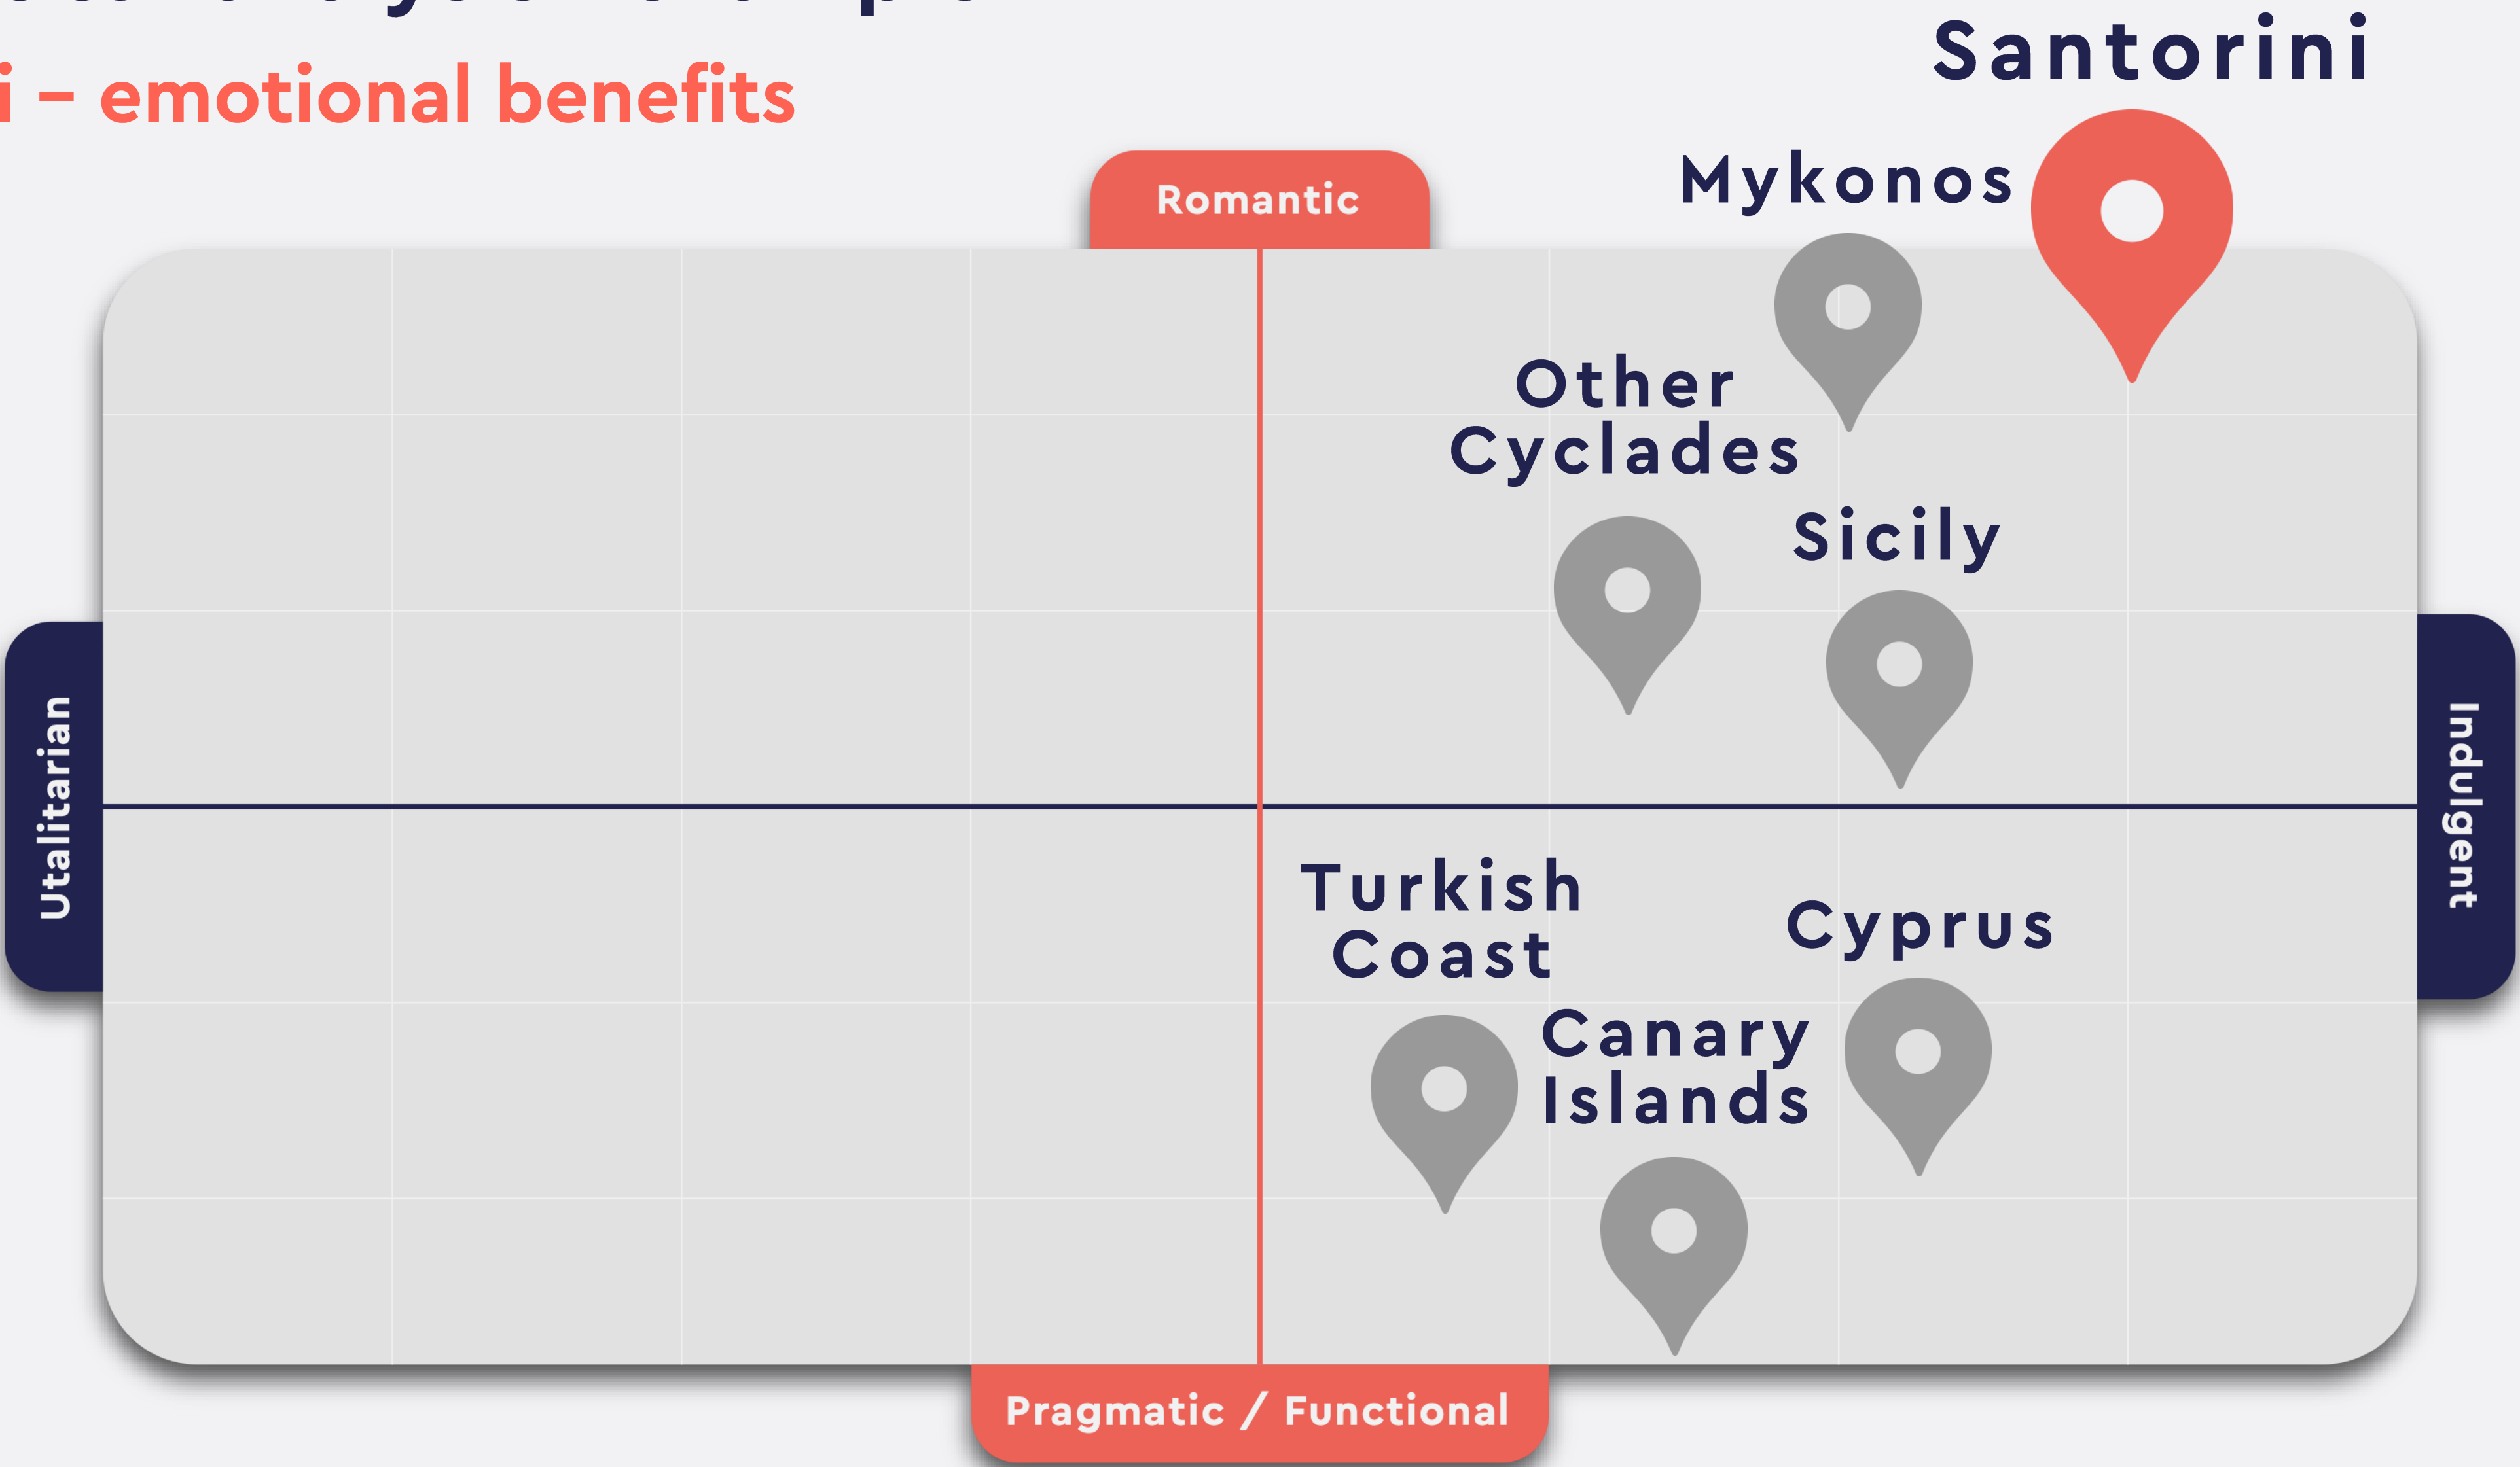 i – emotional benefits
Santorini
Mykonos
Romantic
Other
Cyclades
Sicily
Utalitarian
Indulgent
Turkish
Coast
Cyprus
Canary
Islands
Pragmatic / Functional